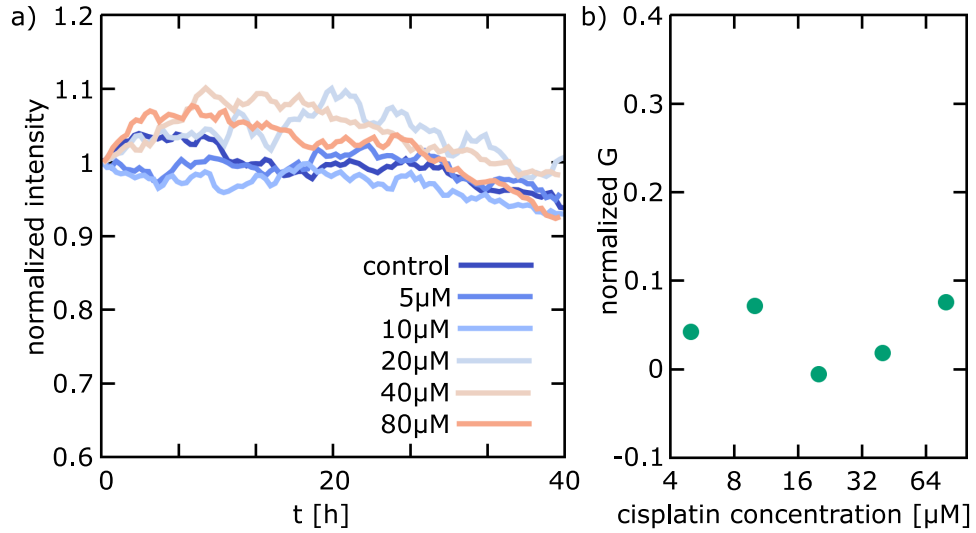 a)
normalized intensity
1.2
1.1
1
0.9
0.8
0.7
0.6
0
20
40
t [h]
control
5μM
10μM
20μM
40μM
80μM
b)
normalized G
0.4
0.3
0.2
0.1
0
-0.1
4
8
16
32
64
cisplatin concentration [μM]